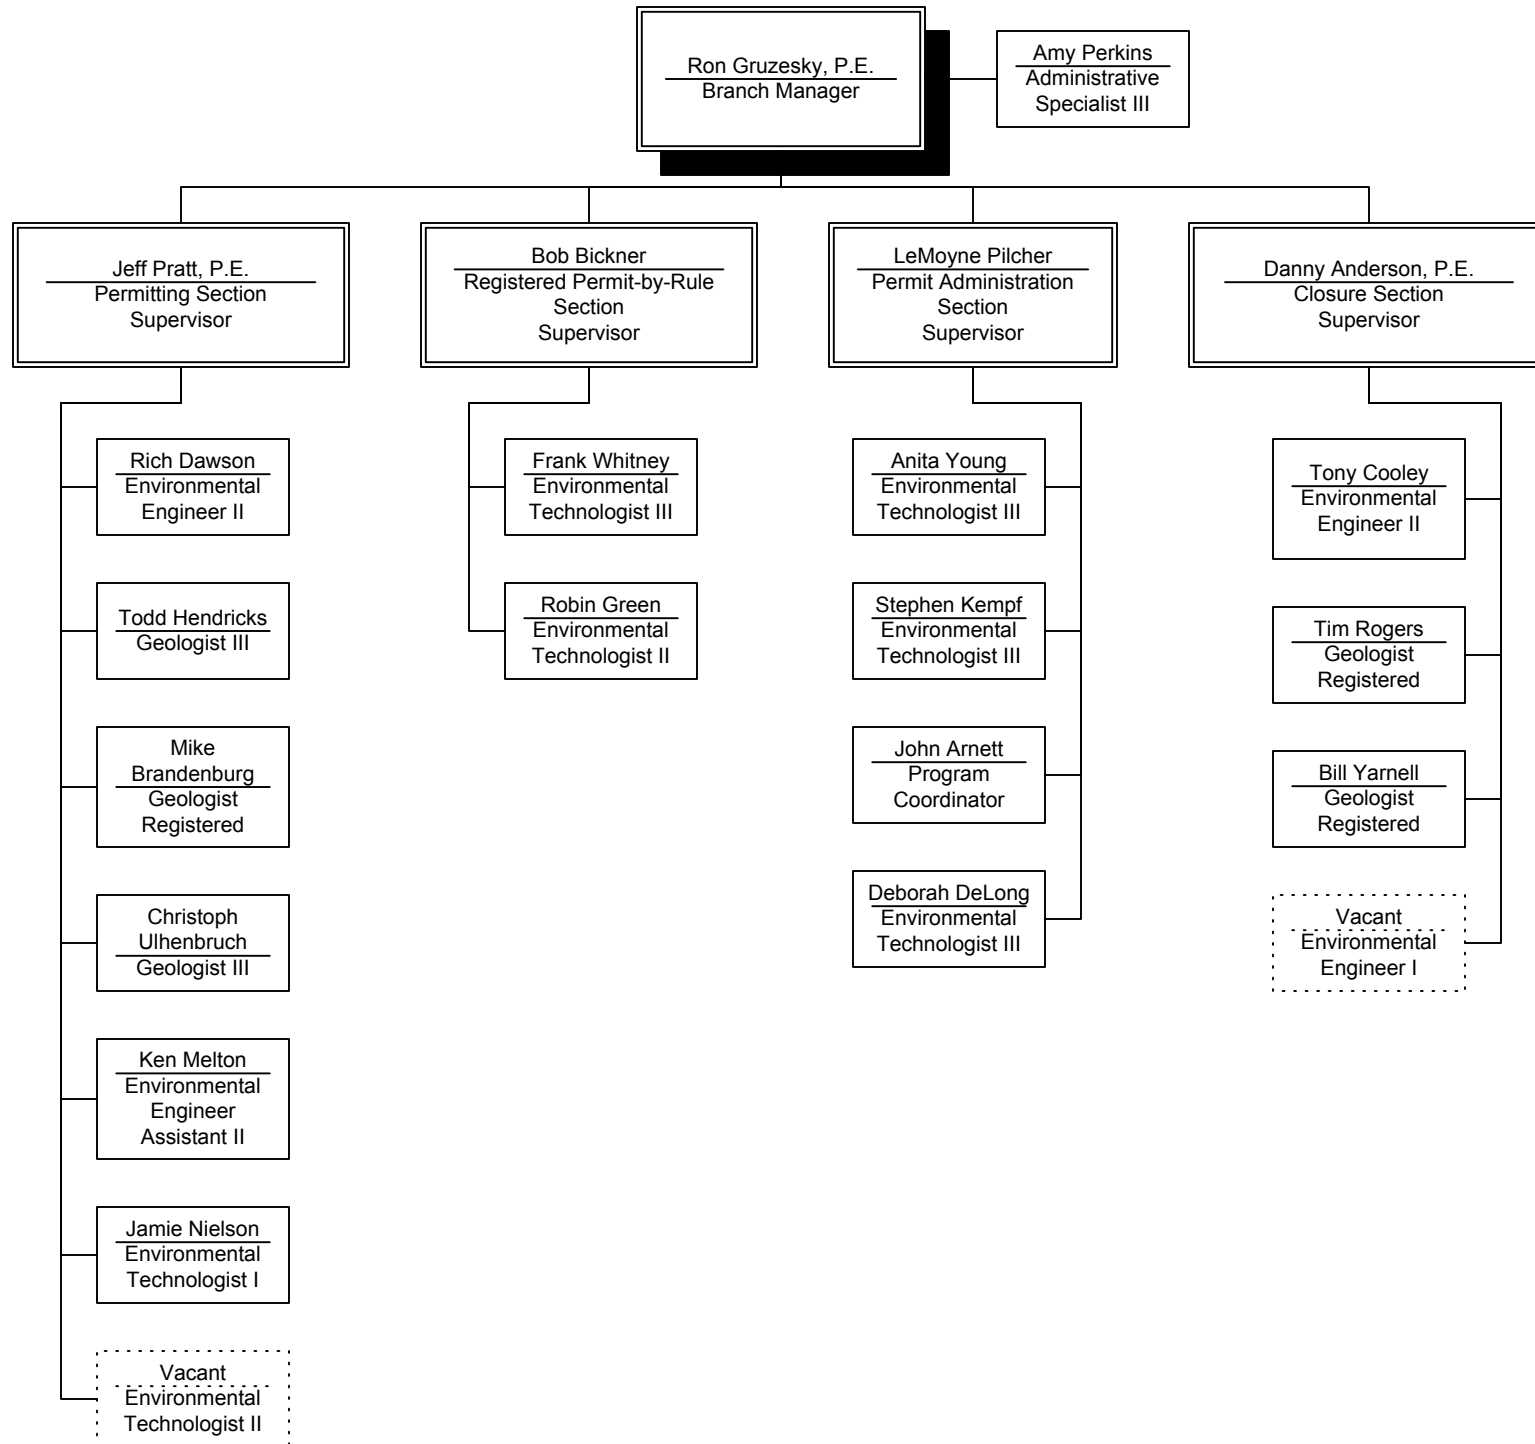 Ron Gruzesky, P.E.
Branch Manager
Amy Perkins
Administrative
Specialist III
Jeff Pratt, P.E.
Permitting Section
Supervisor
Bob Bickner
Registered Permit-by-Rule
Section
Supervisor
LeMoyne Pilcher
Permit Administration
Section
Supervisor
Danny Anderson, P.E.
Closure Section
Supervisor
Rich Dawson
Environmental
Engineer II
Todd Hendricks
Geologist III
Mike
Brandenburg
Geologist
Registered
Christoph
Ulhenbruch
Geologist III
Ken Melton
Environmental
Engineer
Assistant II
Jamie Nielson
Environmental
Technologist I
Vacant
Environmental
Technologist II
Frank Whitney
Environmental
Technologist III
Robin Green
Environmental
Technologist II
Anita Young
Environmental
Technologist III
Stephen Kempf
Environmental
Technologist III
John Arnett
Program
Coordinator
Deborah DeLong
Environmental
Technologist III
Tony Cooley
Environmental
Engineer II
Tim Rogers
Geologist
Registered
Bill Yarnell
Geologist
Registered
Vacant
Environmental
Engineer I